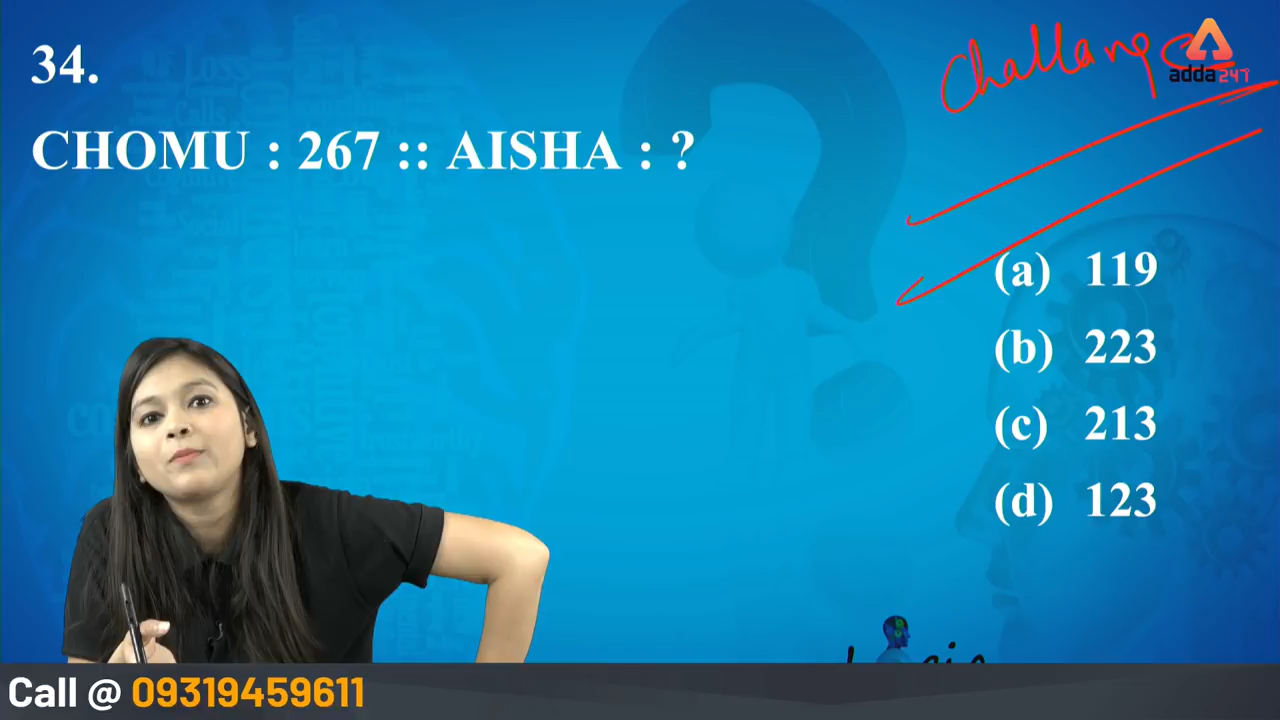 34.
Challange
adda247
CHOMU : 267 :: AISHA : ?
(a) 119
(b) 223
(c) 213
(d) 123
Call @ 09319459611